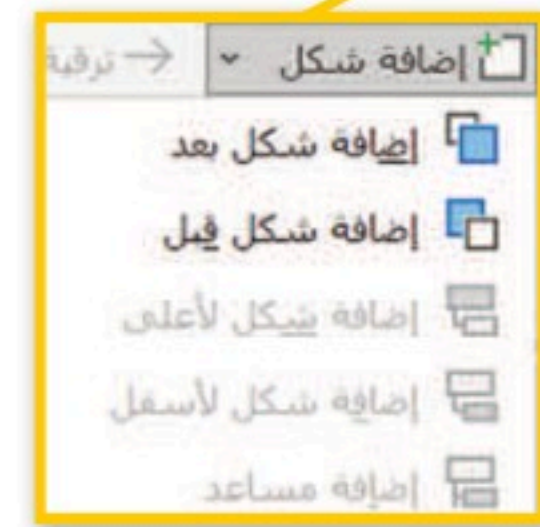 إضافة شكل ترقية
إضافة شكل بعد
إضافة شكل قبل
إضافة شكل لأعلى
إضافة شكل لأسفل
إضافة مساعد